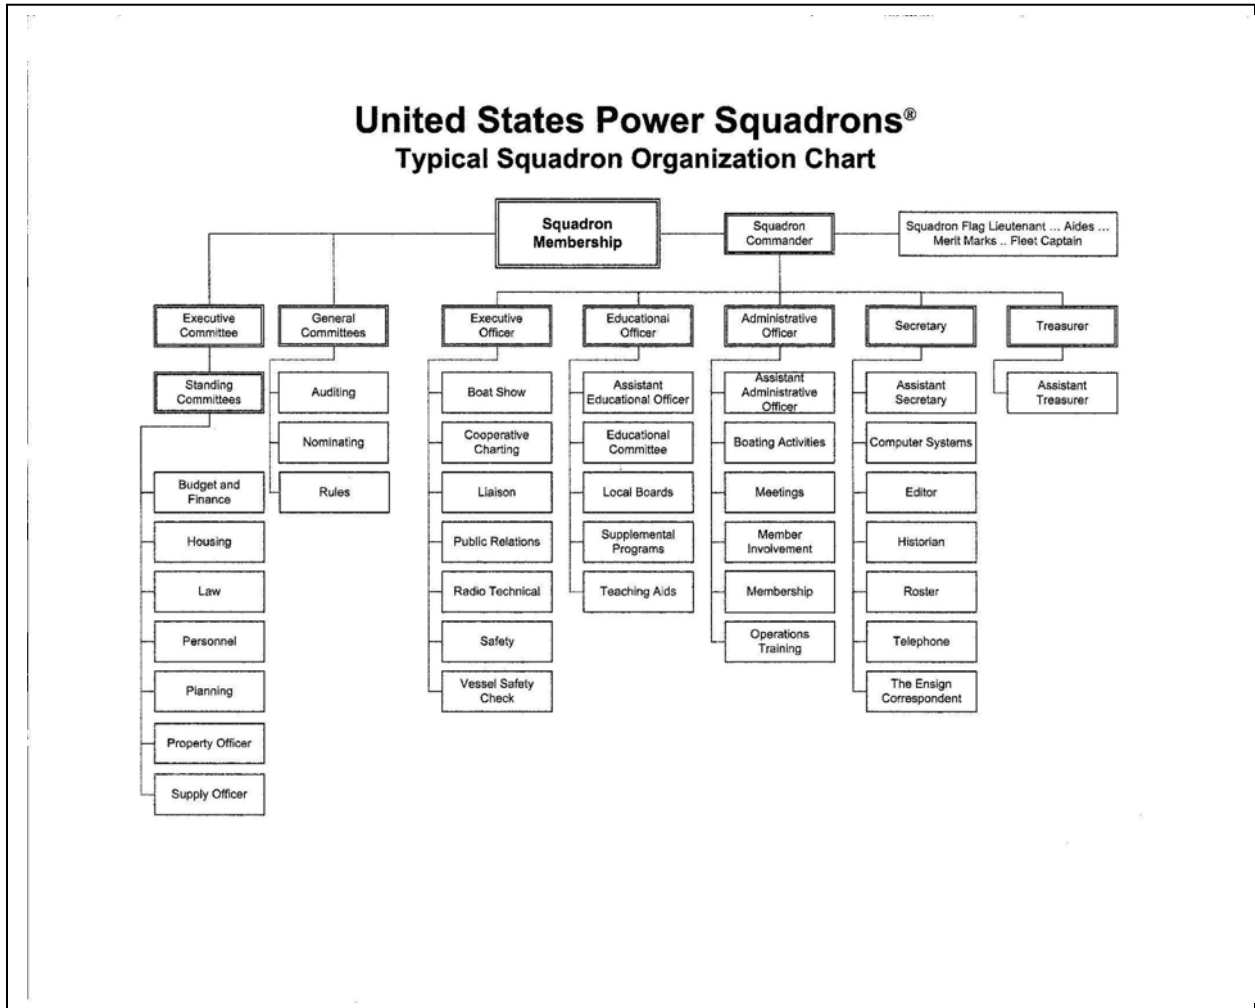 United States Power Squadrons®
Typical Squadron Organization Chart
Squadron
Membership
Squadron
Commander
Squadron Flag Lieutenant ... Aides ...
Merit Marks .. Fleet Captain
Executive
Committee
General
Committees
Executive
Officer
Educational
Officer
Administrative
Officer
Secretary
Treasurer
Standing
Committees
Budget and
Finance
Housing
Law
Personnel
Planning
Property Officer
Supply Officer
Auditing
Nominating
Rules
Boat Show
Cooperative
Charting
Liaison
Public Relations
Radio Technical
Safety
Vessel Safety
Check
Assistant
Educational Officer
Educational
Committee
Local Boards
Supplemental
Programs
Teaching Aids
Assistant
Administrative
Officer
Boating Activities
Meetings
Member
Involvement
Membership
Operations
Training
Assistant
Secretary
Computer Systems
Editor
Historian
Roster
Telephone
The Ensign
Correspondent
Assistant
Treasurer